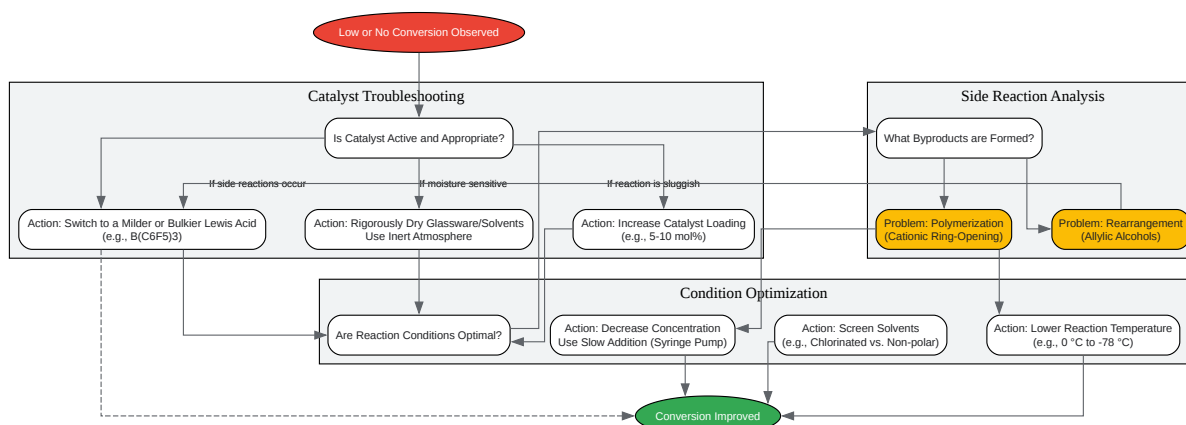 Low or No Conversion Observed
Catalyst Troubleshooting
Side Reaction Analysis
Is Catalyst Active and Appropriate?
What Byproducts are Formed?
If side reactions occur
If moisture sensitive
If reaction is sluggish
Action: Switch to a Milder or Bulkier Lewis Acid
(e.g., B(C6F5)3)
Action: Rigorously Dry Glassware/Solvents
Use Inert Atmosphere
Action: Increase Catalyst Loading
(e.g., 5-10 mol%)
Problem: Polymerization
(Cationic Ring-Opening)
Problem: Rearrangement
(Allylic Alcohols)
Condition Optimization
Are Reaction Conditions Optimal?
Action: Decrease Concentration
Use Slow Addition (Syringe Pump)
Action: Screen Solvents
(e.g., Chlorinated vs. Non-polar)
Action: Lower Reaction Temperature
(e.g., 0 °C to -78 °C)
Conversion Improved